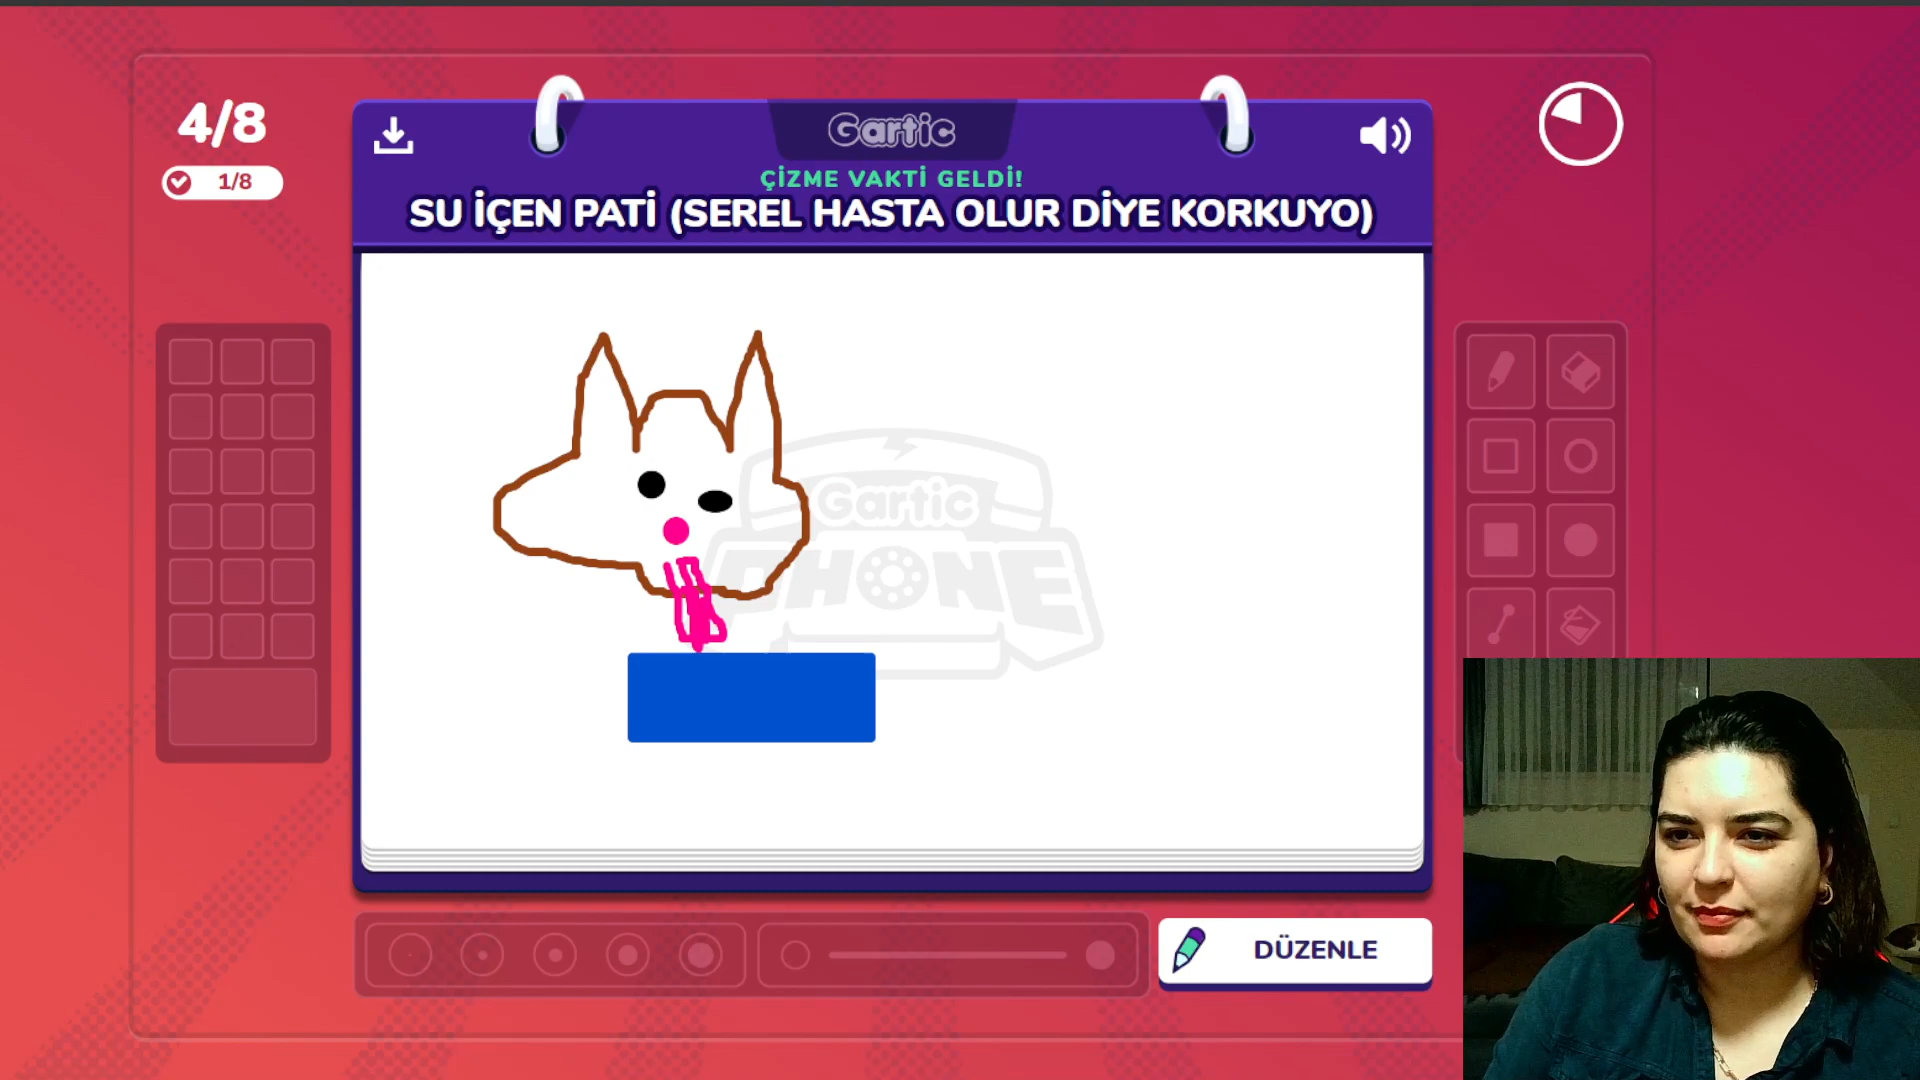 4/8
1/8
Gartic
ÇİZME VAKTİ GELDİ!
SU İÇEN PATİ (SEREL HASTA OLUR DİYE KORKUYO)
Gartic
PHONE
DÜZENLE